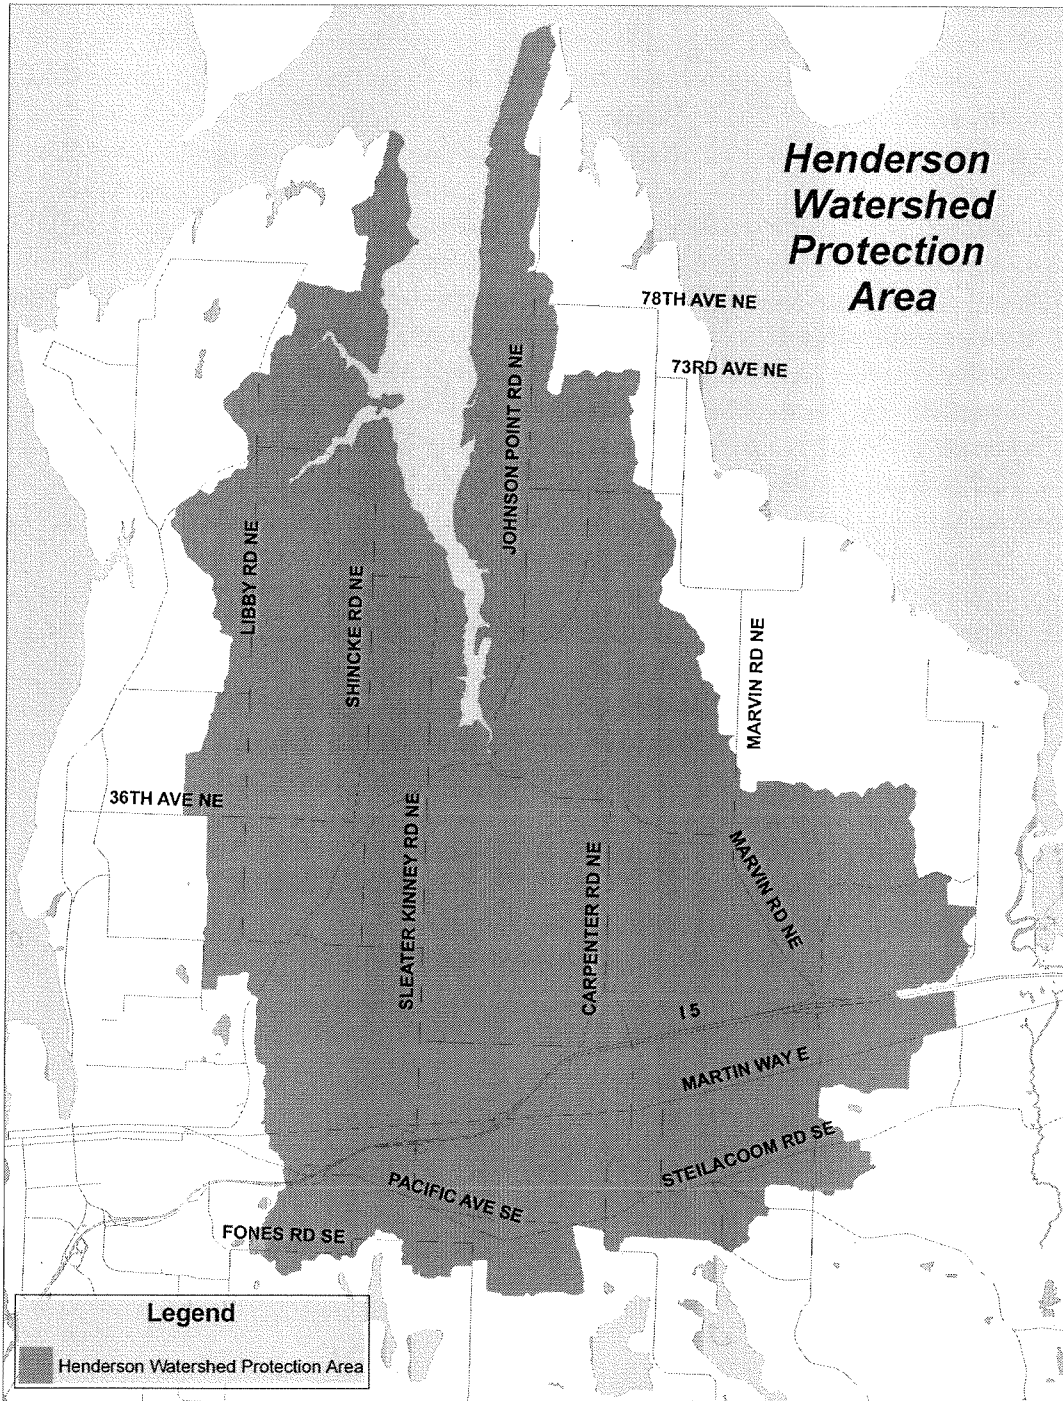 Henderson
Watershed
Protection
Area
78TH AVE NE
73RD AVE NE
JOHNSON POINT RD NE
LIBBY RD NE
SHINCKE RD NE
MARVIN RD NE
36TH AVE NE
SLEATER KINNEY RD NE
CARPENTER RD NE
MARVIN RD NE
I 5
MARTIN WAY E
STEILACOOM RD SE
PACIFIC AVE SE
FONES RD SE
Legend
Henderson Watershed Protection Area